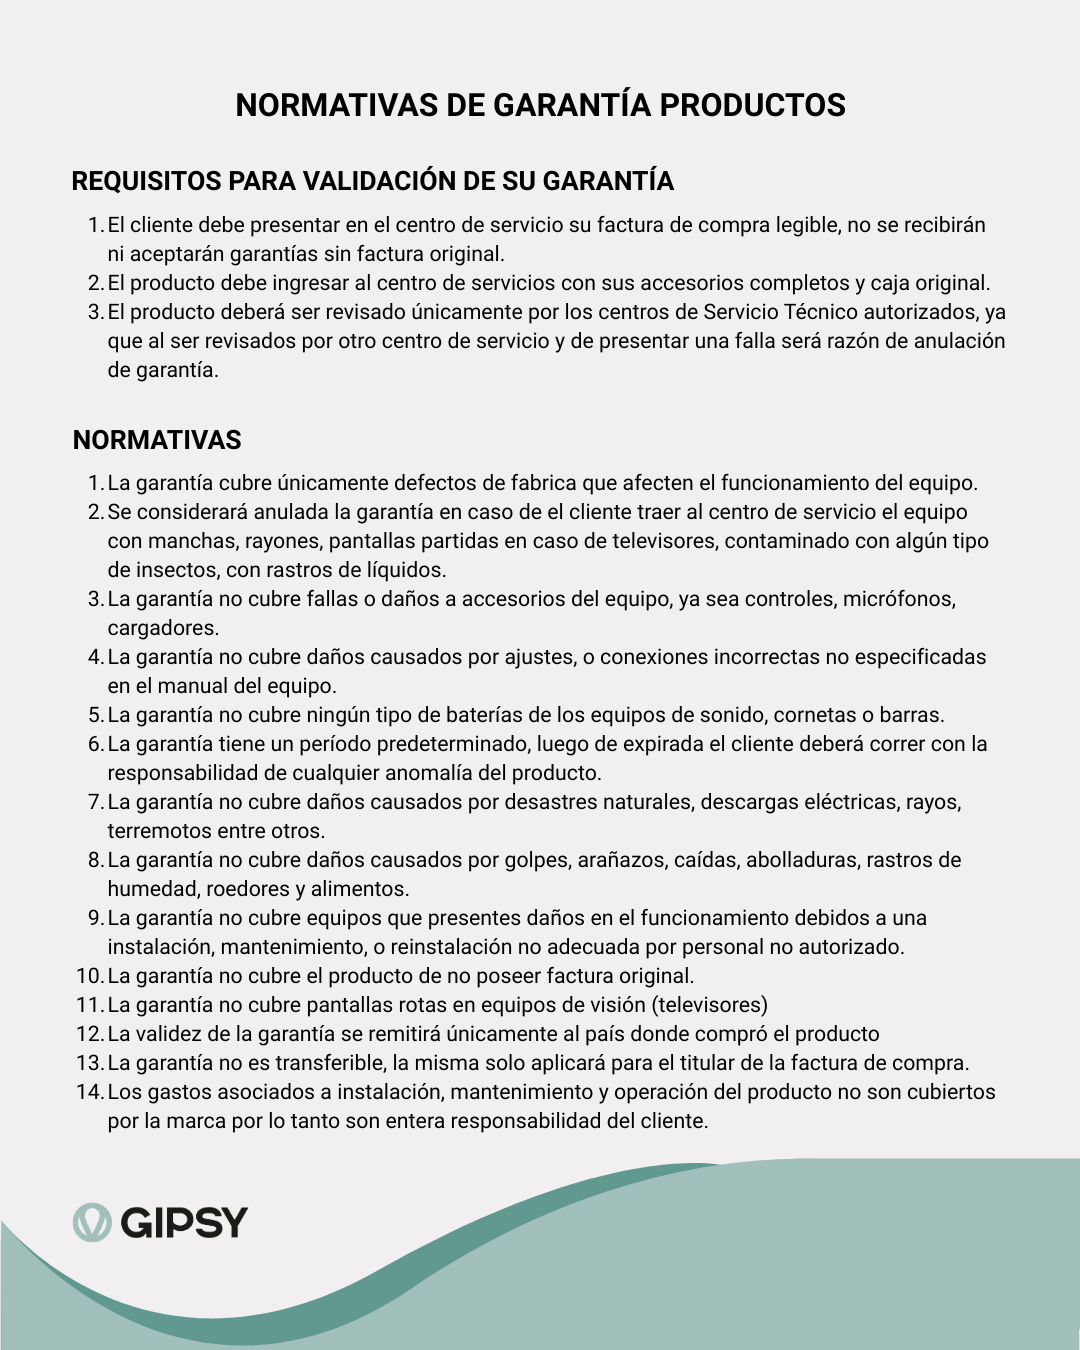 NORMATIVAS DE GARANTÍA PRODUCTOS
REQUISITOS PARA VALIDACIÓN DE SU GARANTÍA
1. El cliente debe presentar en el centro de servicio su factura de compra legible, no se recibirán
ni aceptarán garantías sin factura original.
2. El producto debe ingresar al centro de servicios con sus accesorios completos y caja original.
3. El producto deberá ser revisado únicamente por los centros de Servicio Técnico autorizados, ya
que al ser revisados por otro centro de servicio y de presentar una falla será razón de anulación
de garantía.
NORMATIVAS
1. La garantía cubre únicamente defectos de fabrica que afecten el funcionamiento del equipo.
2. Se considerará anulada la garantía en caso de el cliente traer al centro de servicio el equipo
con manchas, rayones, pantallas partidas en caso de televisores, contaminado con algún tipo
de insectos, con rastros de líquidos.
3. La garantía no cubre fallas o daños a accesorios del equipo, ya sea controles, micrófonos,
cargadores.
4. La garantía no cubre daños causados por ajustes, o conexiones incorrectas no especificadas
en el manual del equipo.
5. La garantía no cubre ningún tipo de baterías de los equipos de sonido, cornetas o barras.
6. La garantía tiene un período predeterminado, luego de expirada el cliente deberá correr con la
responsabilidad de cualquier anomalía del producto.
7. La garantía no cubre daños causados por desastres naturales, descargas eléctricas, rayos,
terremotos entre otros.
8. La garantía no cubre daños causados por golpes, arañazos, caídas, abolladuras, rastros de
humedad, roedores y alimentos.
9. La garantía no cubre equipos que presentes daños en el funcionamiento debidos a una
instalación, mantenimiento, o reinstalación no adecuada por personal no autorizado.
10. La garantía no cubre el producto de no poseer factura original.
11. La garantía no cubre pantallas rotas en equipos de visión (televisores)
12. La validez de la garantía se remitirá únicamente al país donde compró el producto
13. La garantía no es transferible, la misma solo aplicará para el titular de la factura de compra.
14. Los gastos asociados a instalación, mantenimiento y operación del producto no son cubiertos
por la marca por lo tanto son entera responsabilidad del cliente.
GIPSY